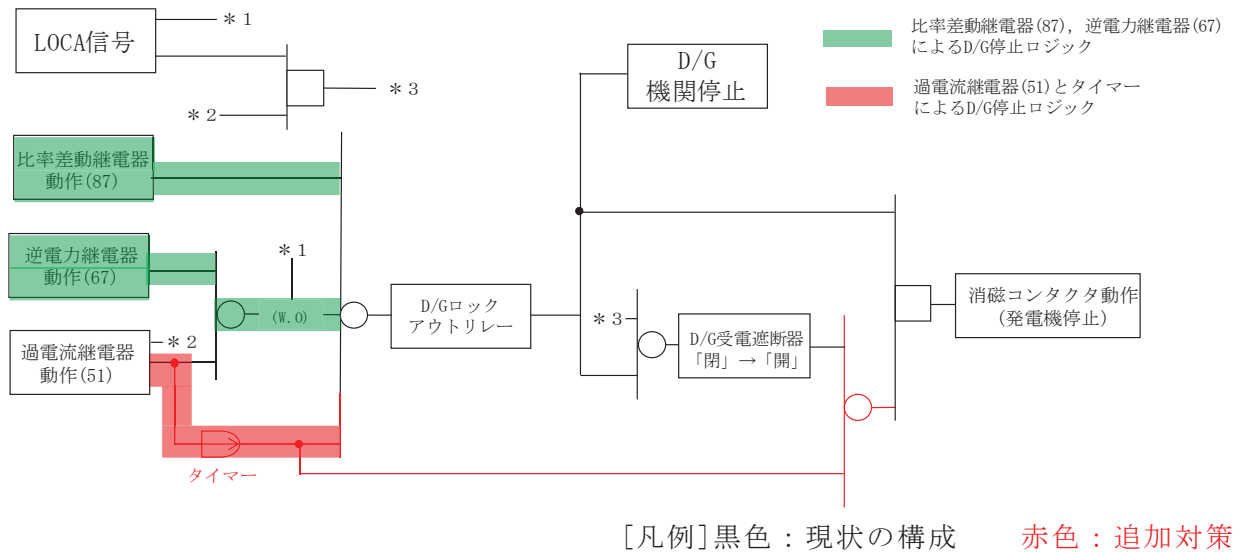 LOCA信号
＊1
＊2
＊3
比率差動継電器
動作(87)
逆電力継電器
動作(67)
過電流継電器
動作(51)
＊2
＊1
(W.O)
タイマー
D/Gロック
アウトリレー
D/G
機関停止
＊3
D/G受電遮断器
「閉」→「開」
消磁コンタクタ動作
(発電機停止)
比率差動継電器(87), 逆電力継電器(67)
によるD/G停止ロジック
過電流継電器(51)とタイマー
によるD/G停止ロジック
[凡例]黒色：現状の構成　赤色：追加対策